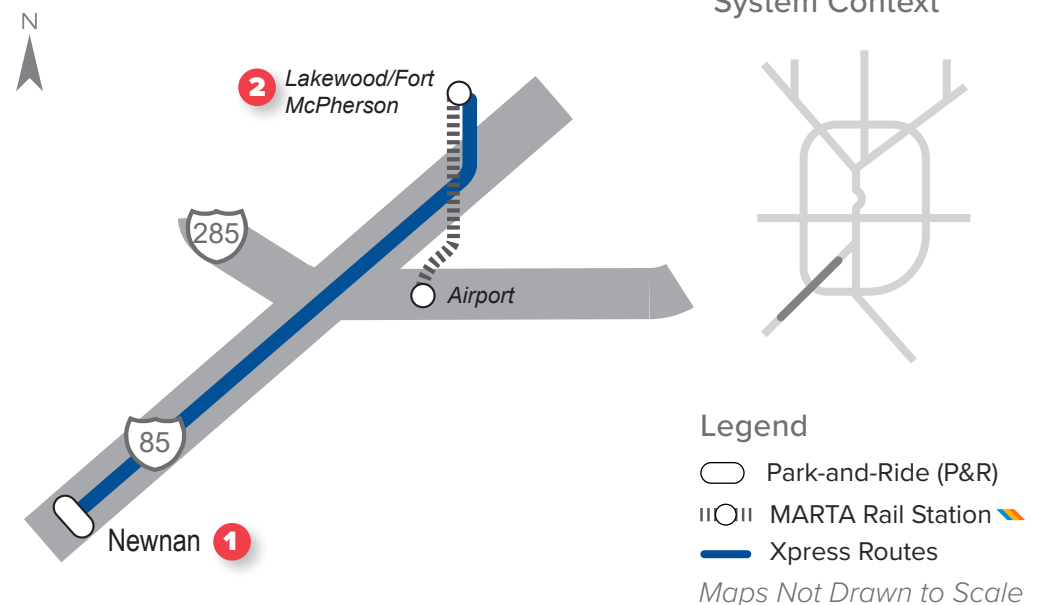 N
System Context
2
Lakewood/Fort
McPherson
285
Airport
85
Newnan 1
Legend
Park-and-Ride (P&R)
MARTA Rail Station
Xpress Routes
Maps Not Drawn to Scale